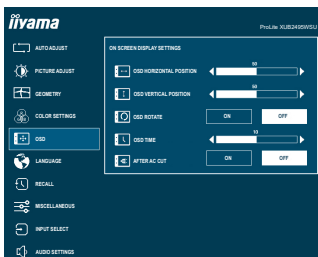 iiyama
ProLite XUB2495WSU
AUTO ADJUST
PICTURE ADJUST
GEOMETRY
COLOR SETTINGS
OSD
LANGUAGE
RECALL
MISCELLANEOUS
INPUT SELECT
AUDIO SETTINGS
ON SCREEN DISPLAY SETTINGS
OSD HORIZONTAL POSITION
50
OSD VERTICAL POSITION
50
OSD ROTATE
ON
OFF
OSD TIME
10
AFTER AC CUT
ON
OFF